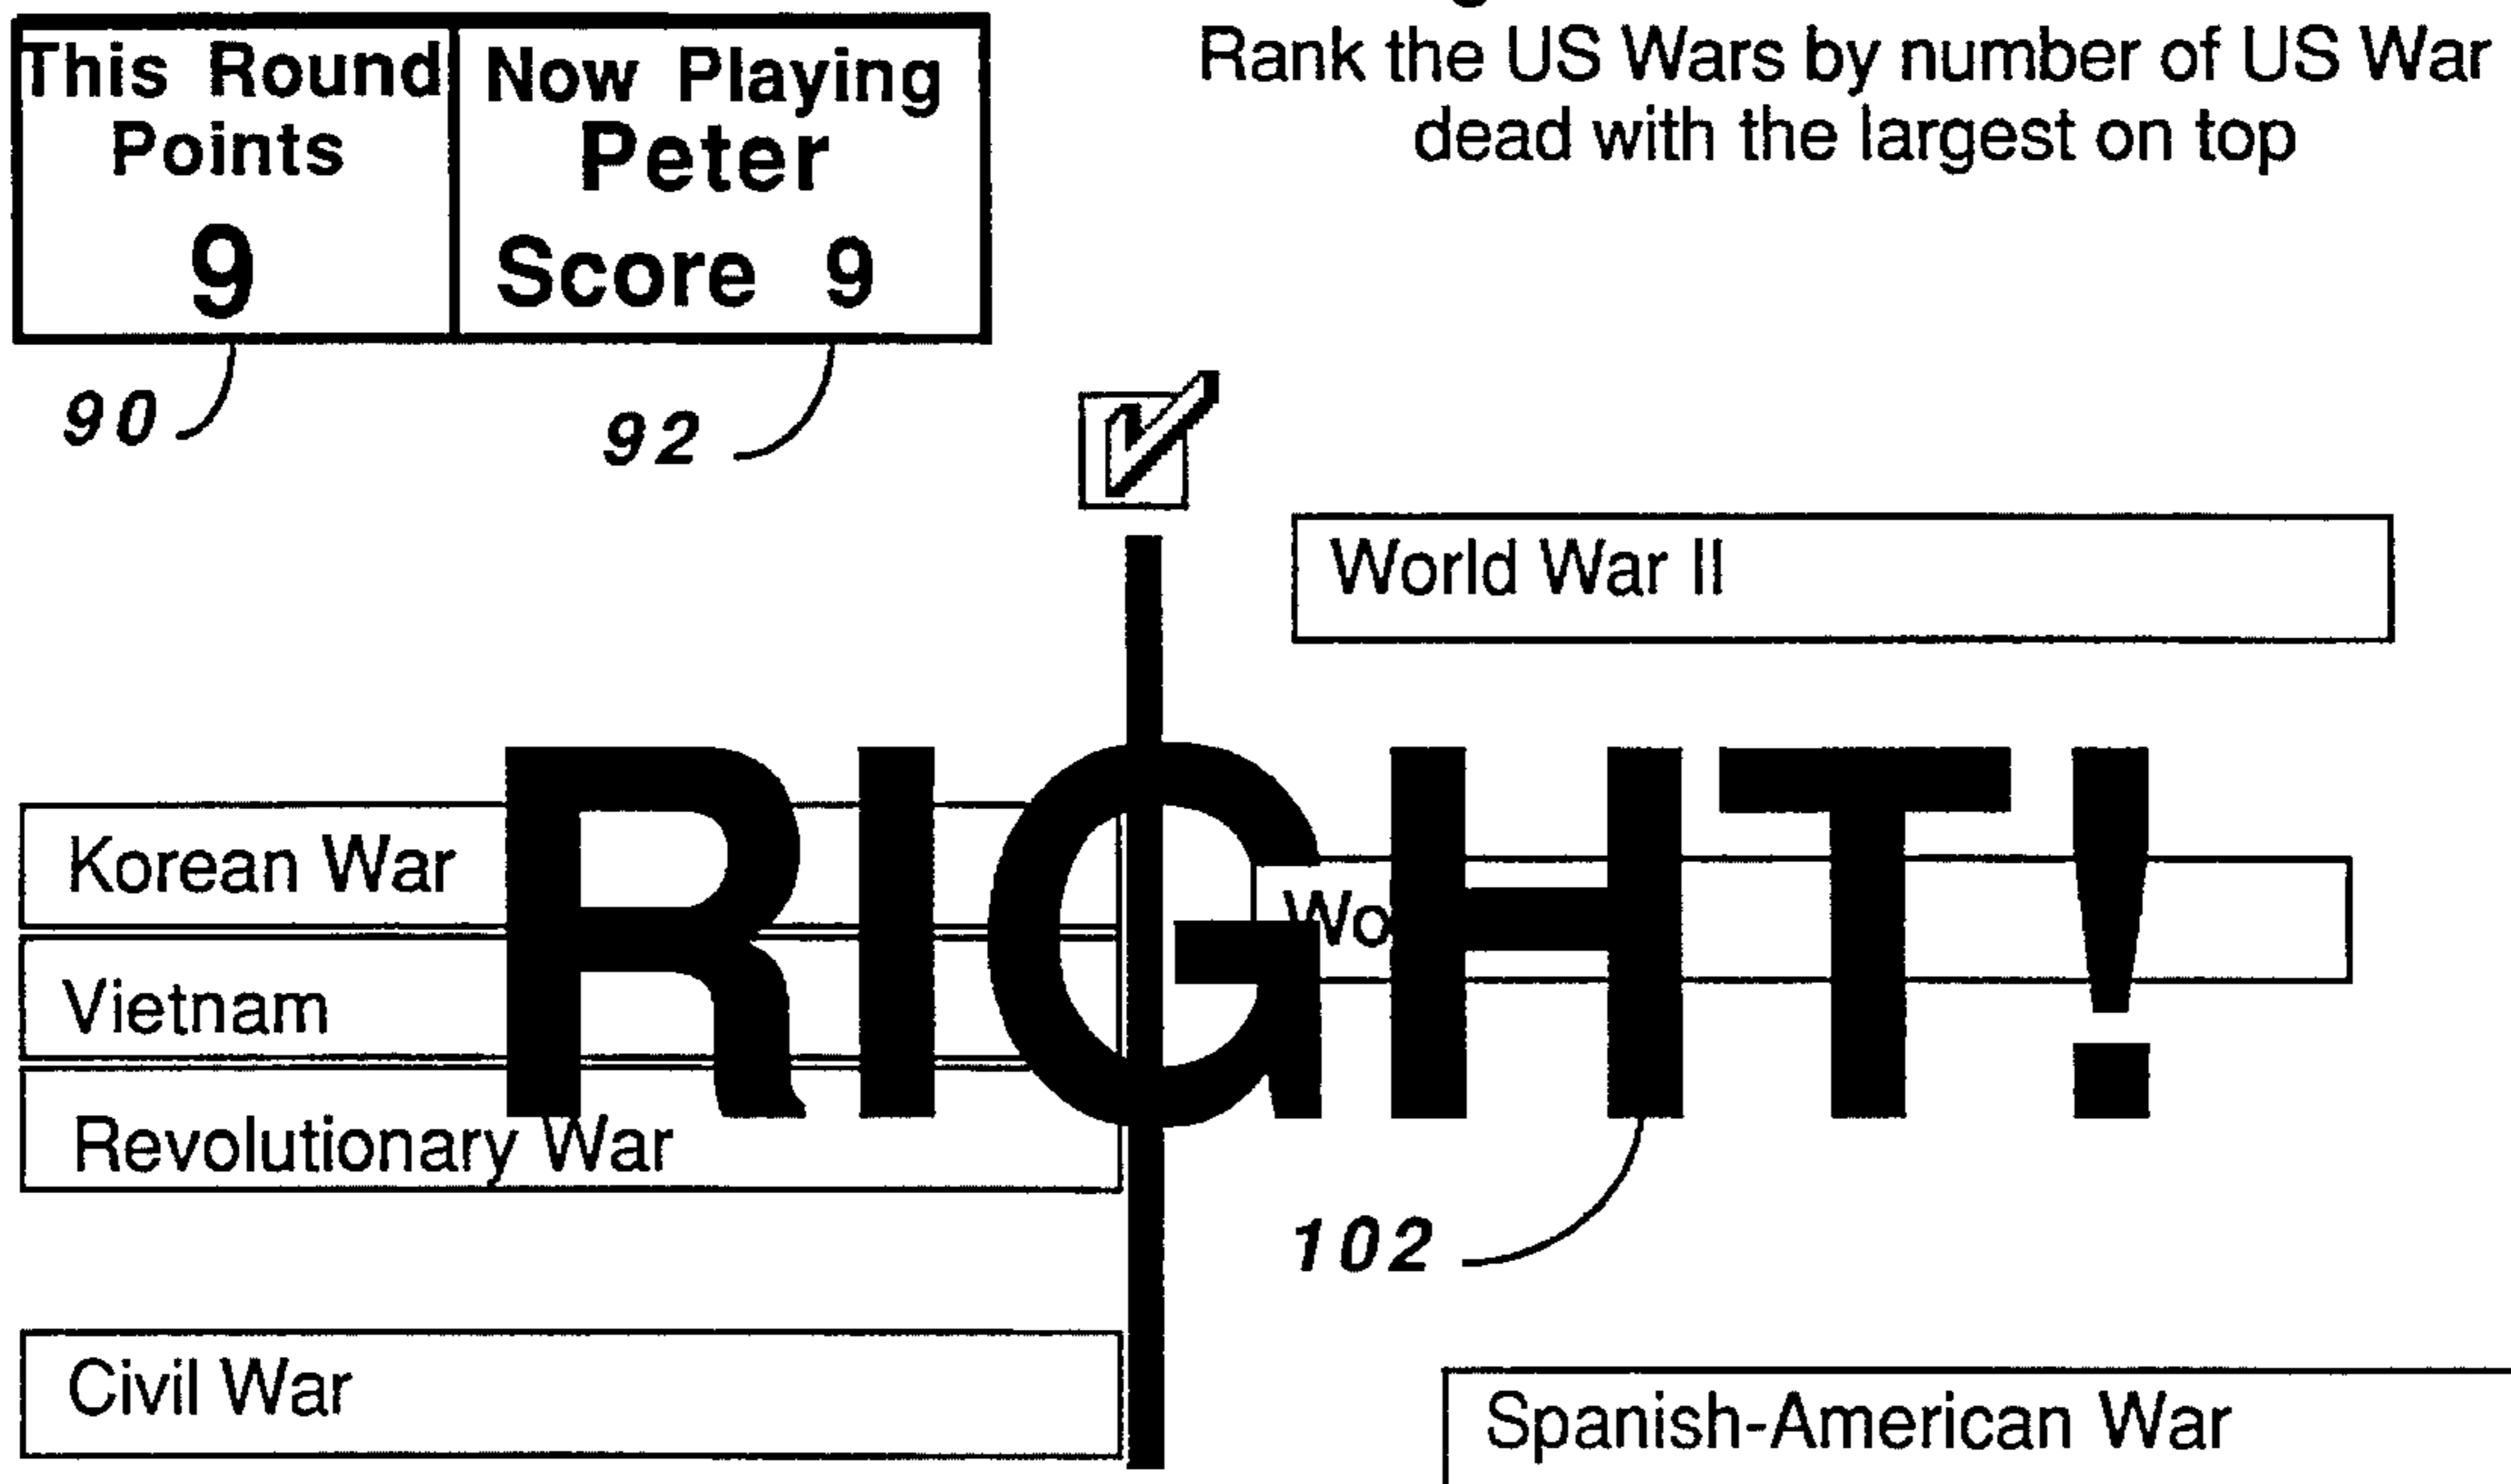 This Round
Points
9
Now Playing
Peter
Score 9
Rank the US Wars by number of US War
dead with the largest on top
90
92
World War II
RIGHT!
Korean War
Vietnam
Revolutionary War
102
Civil War
Spanish-American War